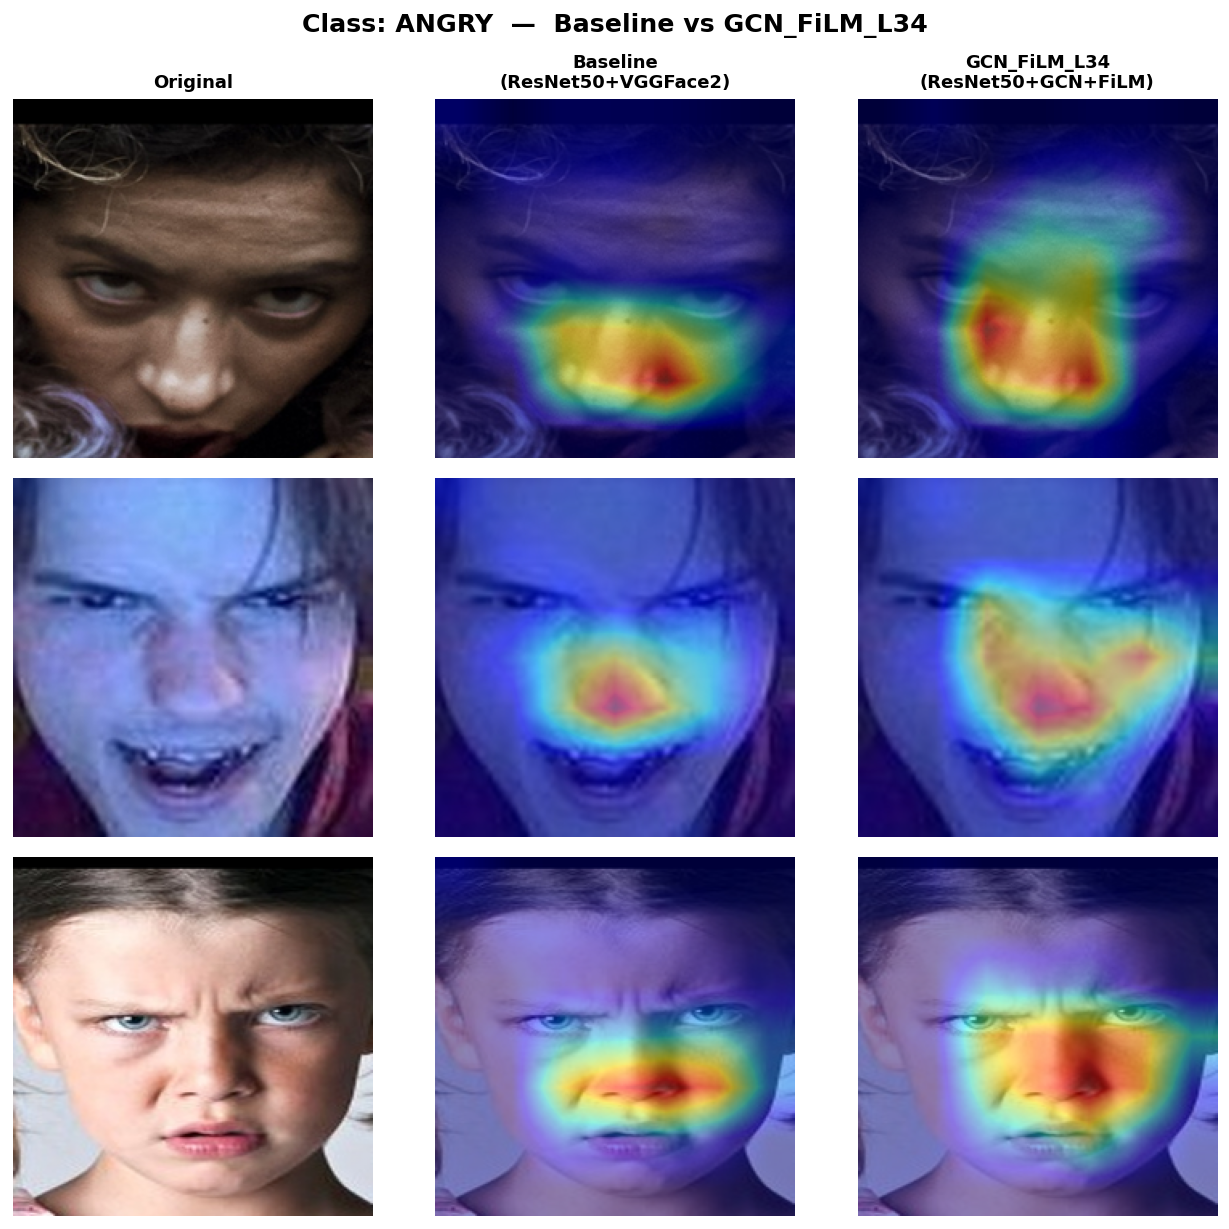 Class: ANGRY — Baseline vs GCN_FiLM_L34
Original
Baseline
(ResNet50+VGGFace2)
GCN_FiLM_L34
(ResNet50+GCN+FiLM)